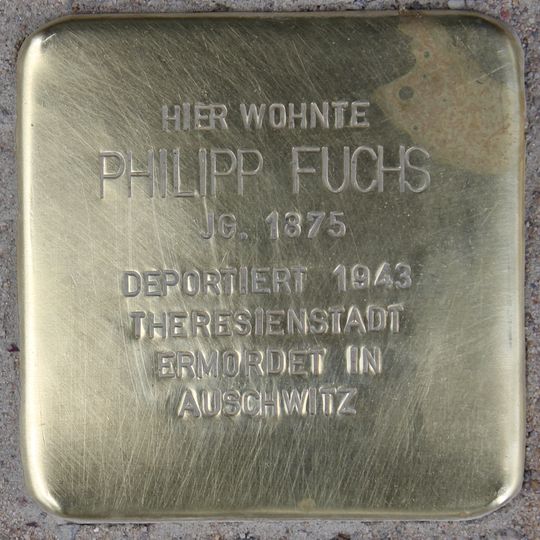 HIER WOHNTE
PHILIPP FUCHS
JG. 1875
DEPORTIERT 1943
THERESIENSTADT
ERMORDET IN
AUSCHWITZ